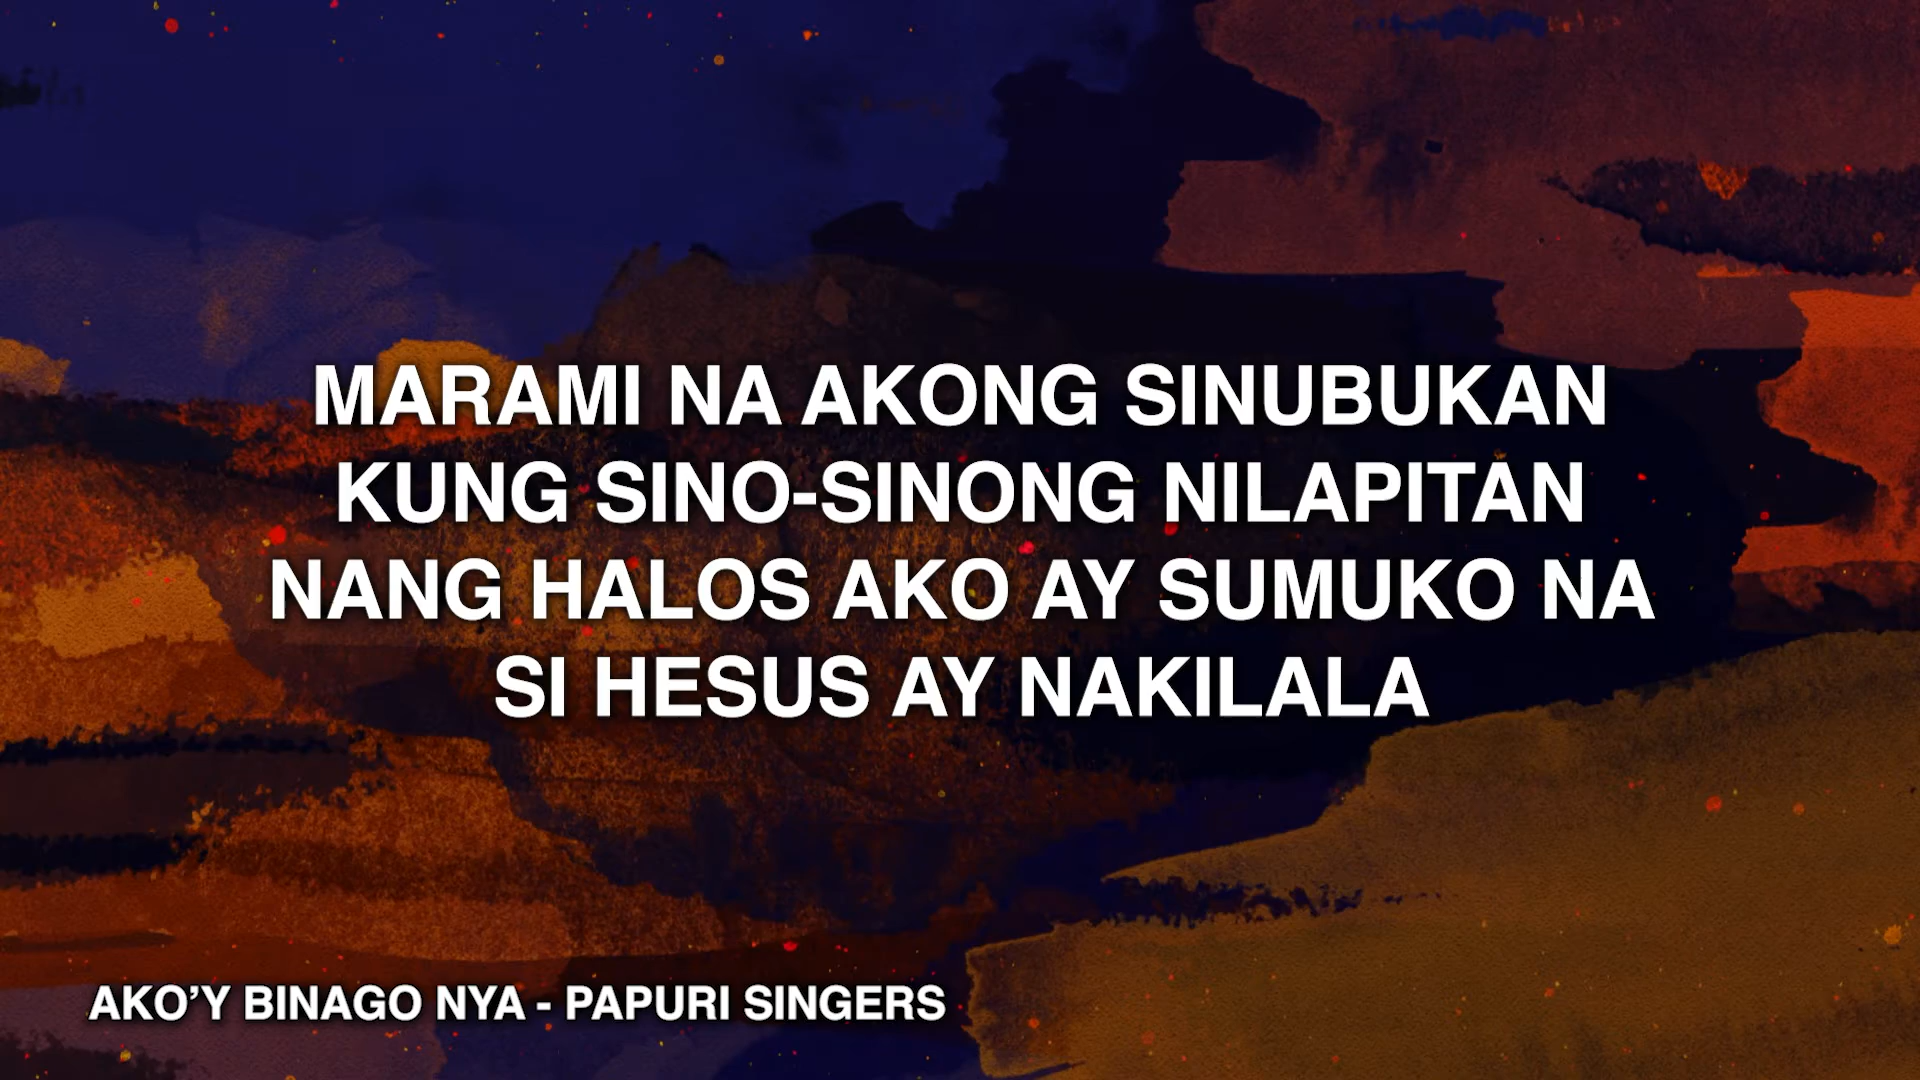 MARAMI NA AKONG SINUBUKAN
KUNG SINO-SINONG NILAPITAN
NANG HALOS AKO AY SUMUKO NA
SI HESUS AY NAKILALA
AKO’Y BINAGO NYA - PAPURI SINGERS